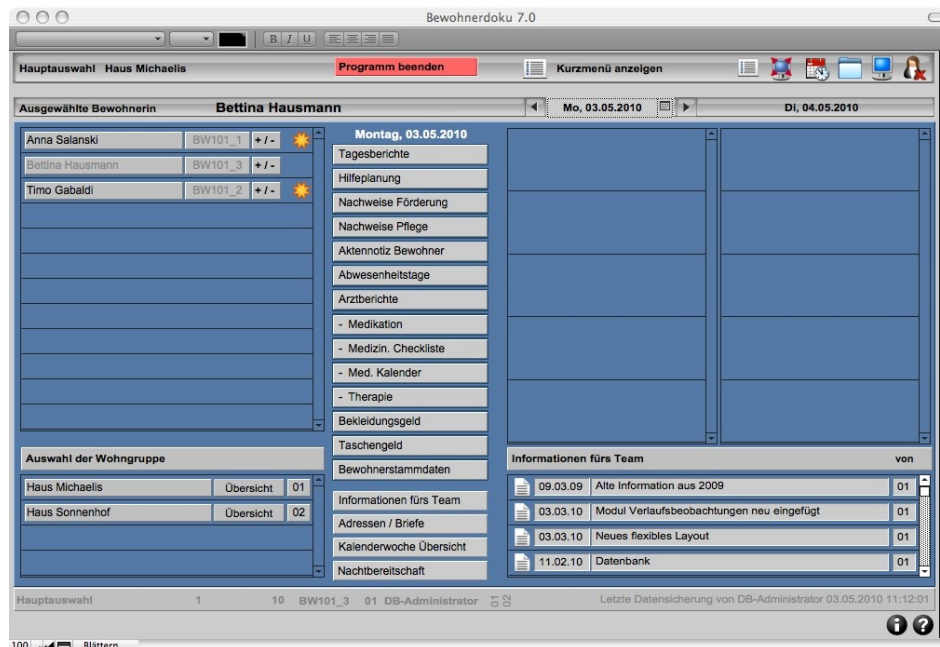 Bewohnerdoku 7.0
B I U
Hauptauswahl Haus Michaelis
Programm beenden
Kurzmenü anzeigen
Ausgewählte Bewohnerin
Bettina Hausmann
Mo, 03.05.2010
Di, 04.05.2010
Anna Salanski BW101_1 + / -
Bettina Hausmann BW101_3 + / -
Timo Gabaldi BW101_2 + / -
Montag, 03.05.2010
Tagesberichte
Hilfeplanung
Nachweise Förderung
Nachweise Pflege
Aktennotiz Bewohner
Abwesenheitstage
Arztberichte
- Medikation
- Medizin. Checkliste
- Med. Kalender
- Therapie
Bekleidungsgeld
Taschengeld
Bewohnerstammdaten
Informationen fürs Team
Adressen / Briefe
Kalenderwoche Übersicht
Nachtbereitschaft
Auswahl der Wohngruppe
Haus Michaelis Übersicht 01
Haus Sonnenhof Übersicht 02
Informationen fürs Team von
09.03.09 Alte Information aus 2009 01
03.03.10 Modul Verlaufsbeobachtungen neu eingefügt 01
03.03.10 Neues flexibles Layout 01
11.02.10 Datenbank 01
Hauptauswahl 1 10 BW101_3 01 DB-Administrator 01 02
Letzte Datensicherung von DB-Administrator 03.05.2010 11:12:01
100 Blättern